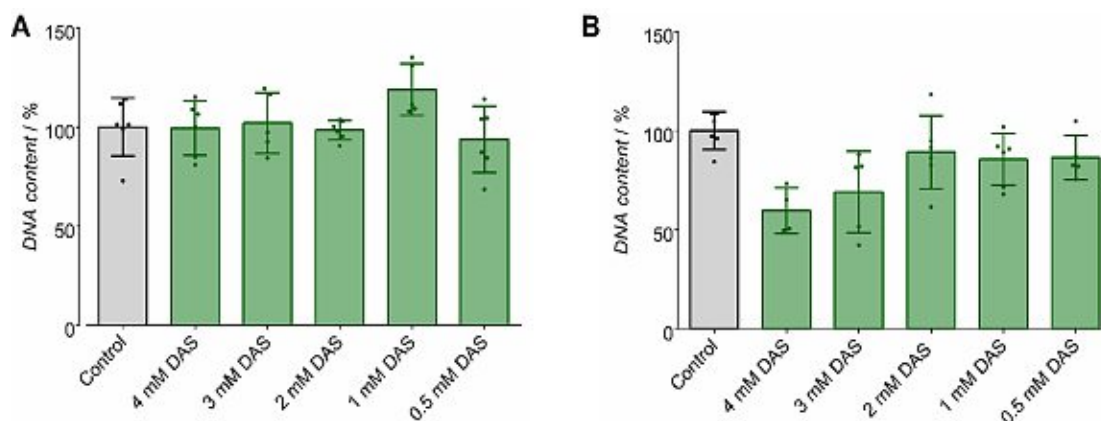 A
DNA content / %
150
100
50
0
Control
4 mM DAS
3 mM DAS
2 mM DAS
1 mM DAS
0.5 mM DAS
B
DNA content / %
150
100
50
0
Control
4 mM DAS
3 mM DAS
2 mM DAS
1 mM DAS
0.5 mM DAS